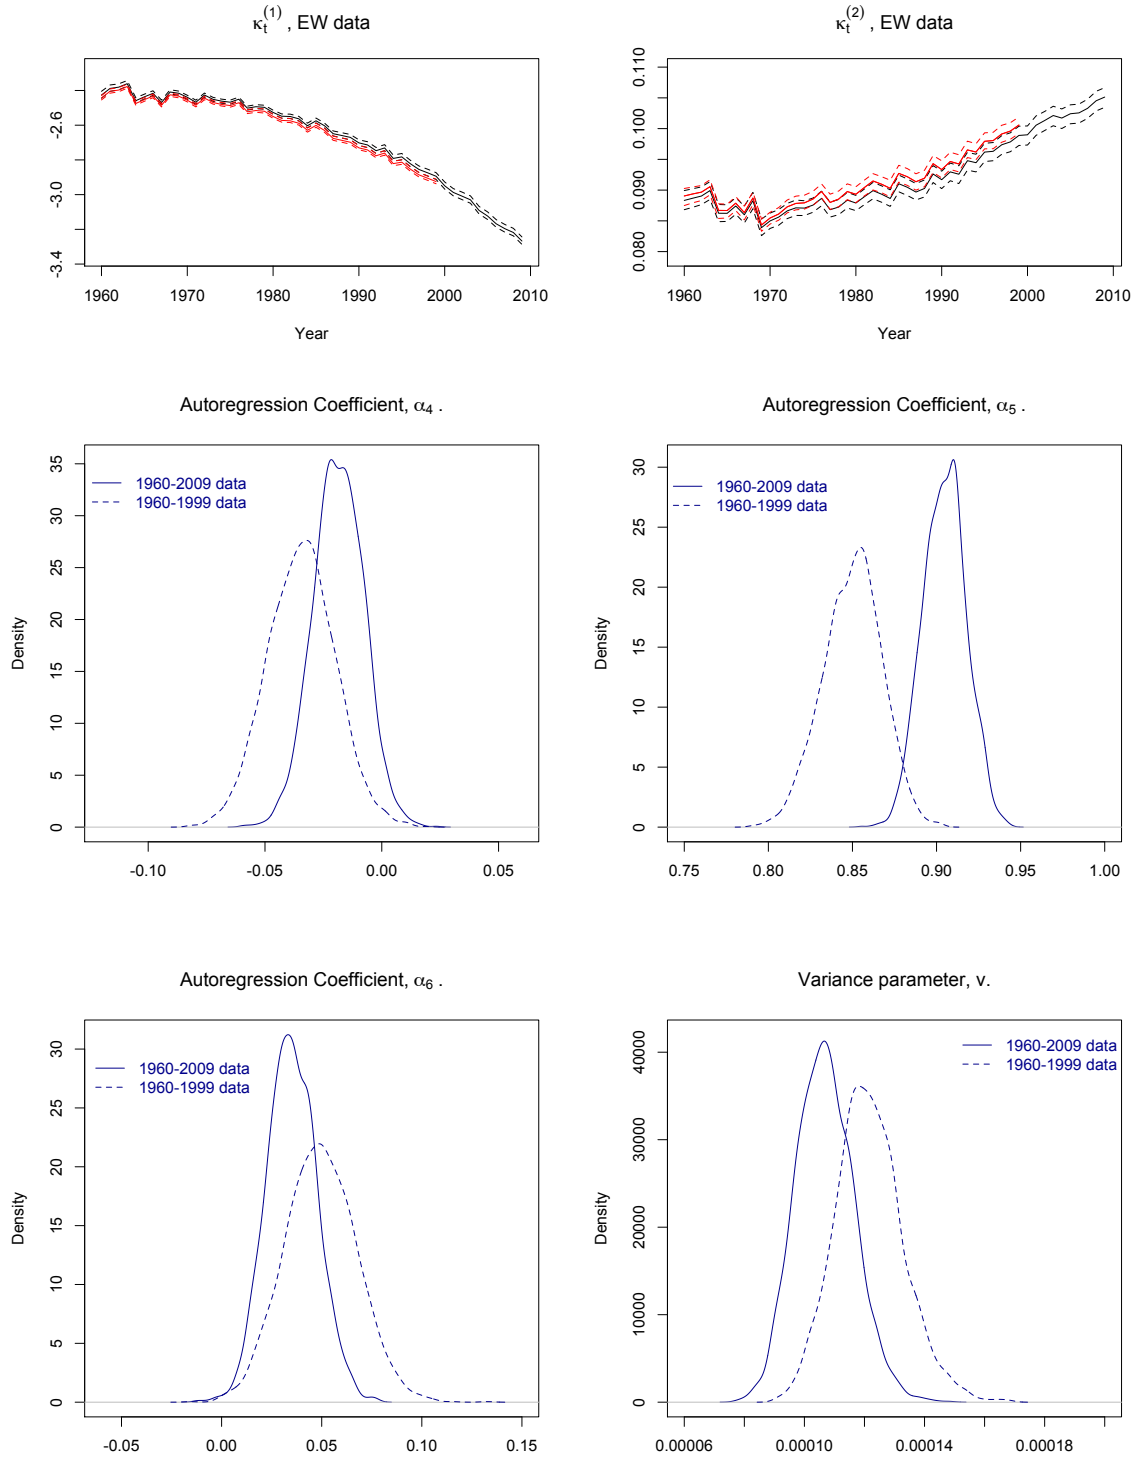 κt(1) , EW data
κt(2) , EW data
-2.6
-3.0
-3.4
1960 1970 1980 1990 2000 2010
Year
0.110
0.100
0.090
0.080
1960 1970 1980 1990 2000 2010
Year
Autoregression Coefficient, α4 .
Autoregression Coefficient, α5 .
35
30
25
20
15
10
5
0
Density
1960-2009 data
1960-1999 data
-0.10 -0.05 0.00 0.05
30
25
20
15
10
5
0
Density
1960-2009 data
1960-1999 data
0.75 0.80 0.85 0.90 0.95 1.00
Autoregression Coefficient, α6 .
Variance parameter, v.
30
25
20
15
10
5
0
Density
1960-2009 data
1960-1999 data
-0.05 0.00 0.05 0.10 0.15
40000
30000
20000
10000
0
Density
1960-2009 data
1960-1999 data
0.00006 0.00010 0.00014 0.00018